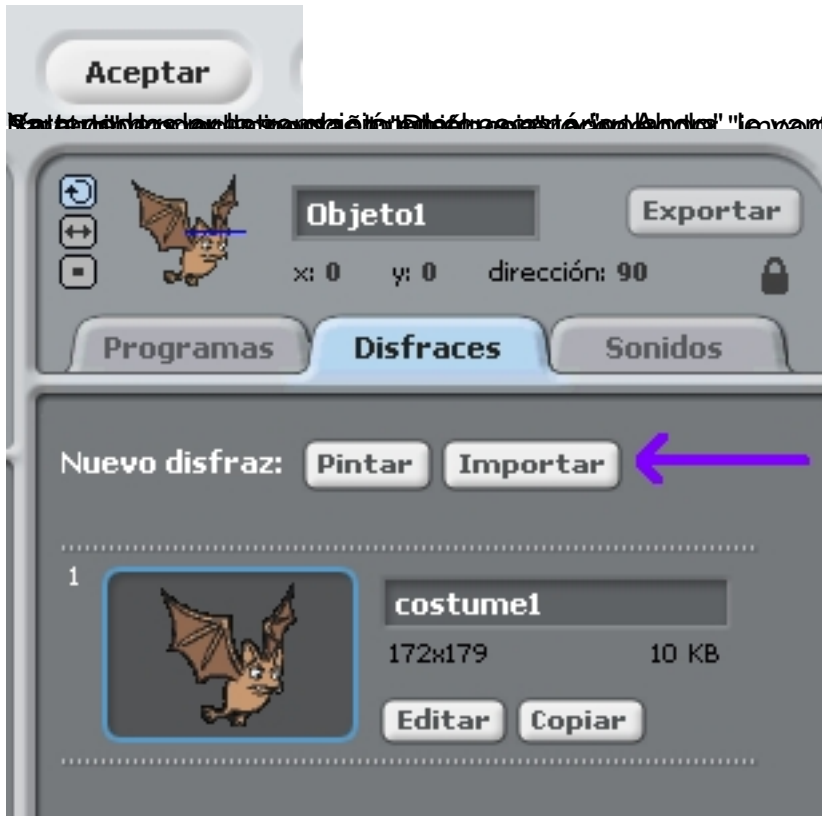 Aceptar
Objeto1
Exportar
x: 0 y: 0 dirección: 90
Programas Disfraces Sonidos
Nuevo disfraz: Pintar Importar
1
costume1
172x179 10 KB
Editar Copiar